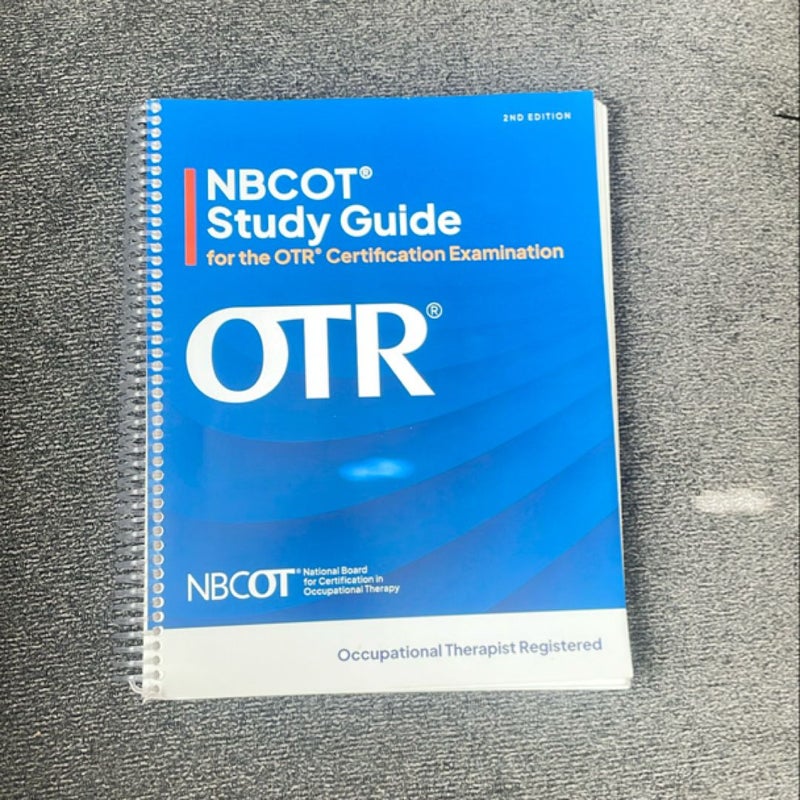 2ND EDITION
NBCOT®
Study Guide
for the OTR® Certification Examination
OTR®
NBCOT® National Board
for Certification in
Occupational Therapy
Occupational Therapist Registered